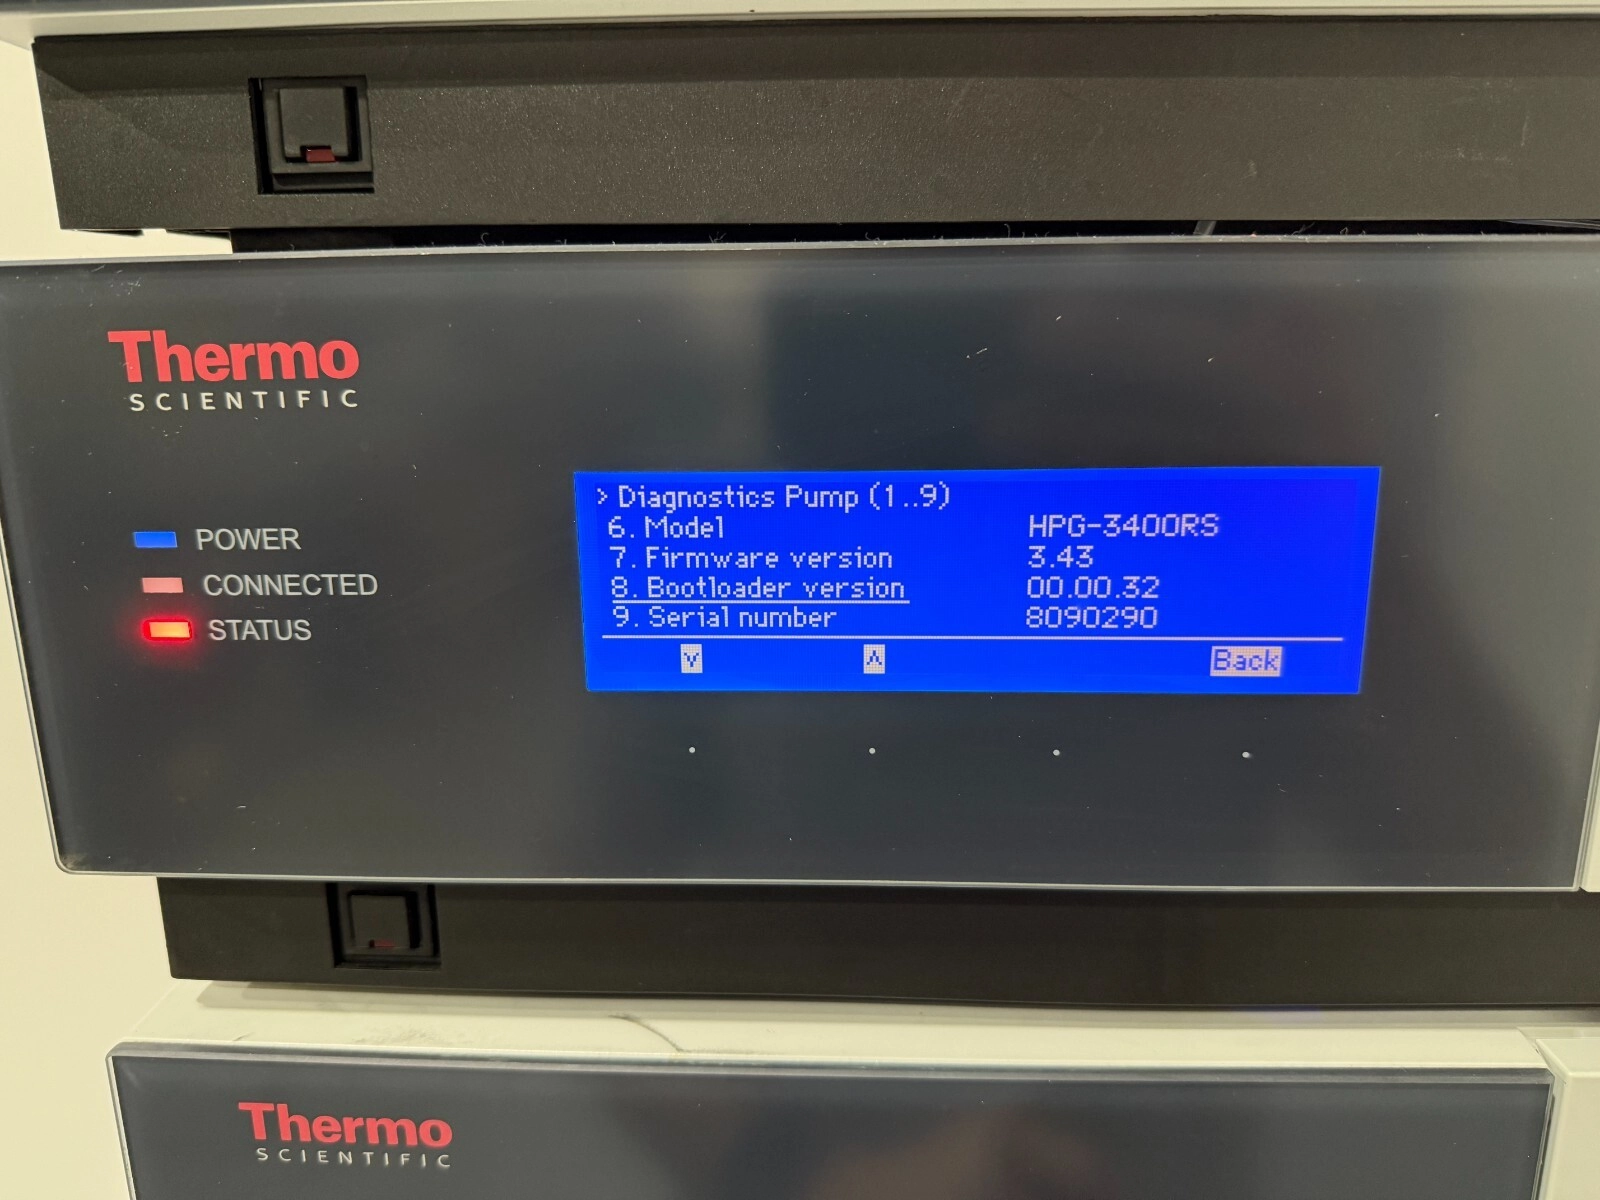 Thermo
SCIENTIFIC
POWER
CONNECTED
STATUS
> Diagnostics Pump (1..9)
6. Model HPG-3400RS
7. Firmware version 3.43
8. Bootloader version 00.00.32
9. Serial number 8090290
v ʌ Back
Thermo
SCIENTIFIC